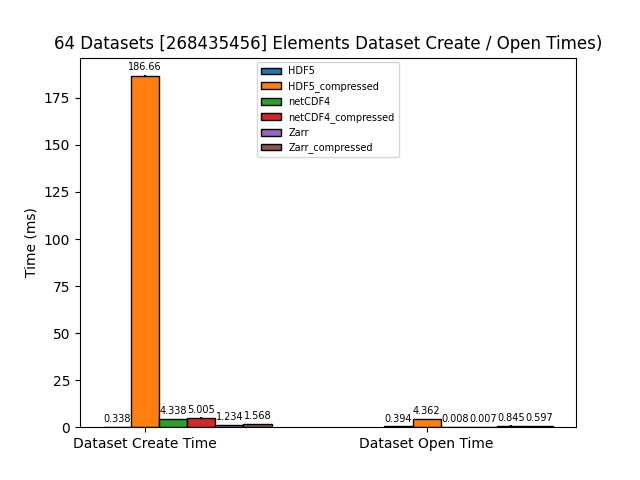 64 Datasets [268435456] Elements Dataset Create / Open Times)
186.66
HDF5
HDF5_compressed
netCDF4
netCDF4_compressed
Zarr
Zarr_compressed
175
150
125
100
75
50
25
0
Time (ms)
0.338
4.338
5.005
1.234
1.568
0.394
4.362
0.008
0.007
0.845
0.597
Dataset Create Time
Dataset Open Time